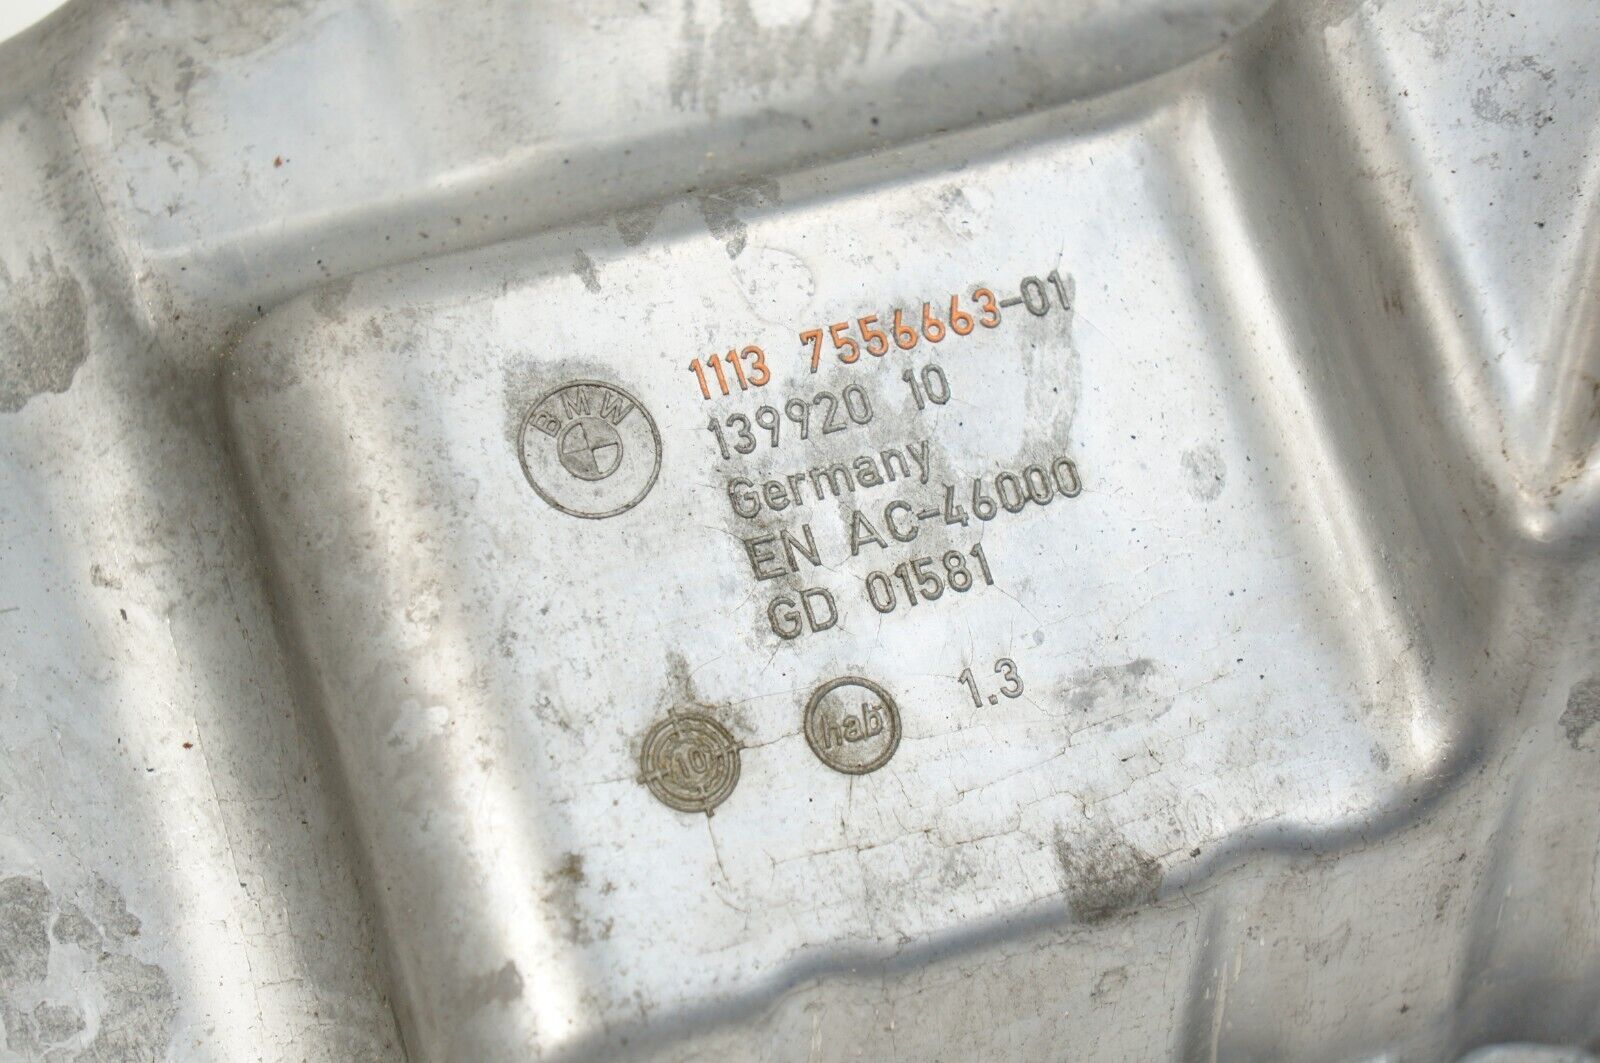 BMW
1113 7556663-01
139920 10
Germany
EN AC-46000
GD 01581
1.3
hab
10